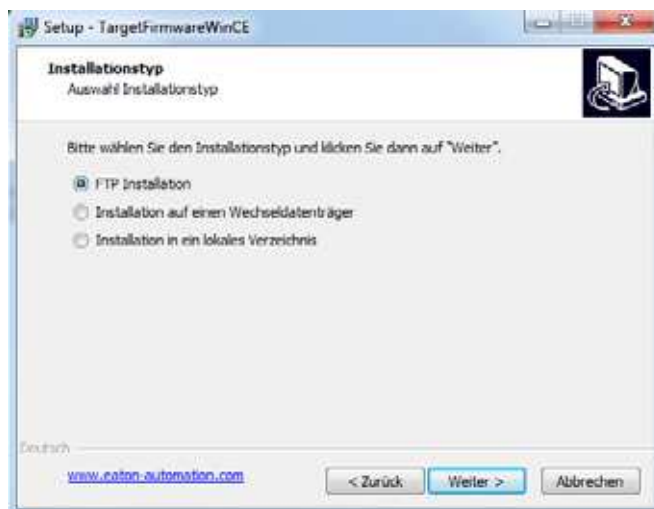 Setup - TargetFirmwareWinCE
Installationstyp
Auswahl Installationstyp
Bitte wählen Sie den Installationstyp und klicken Sie dann auf "Weiter".
FTP Installation
Installation auf einen Wechseldatenträger
Installation in ein lokales Verzeichnis
Deutsch
www.eaton-automation.com
< Zurück
Weiter >
Abbrechen